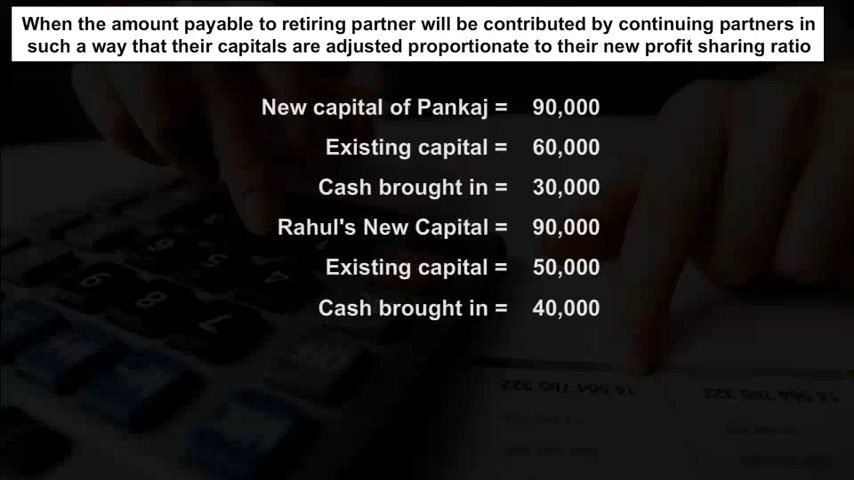 When the amount payable to retiring partner will be contributed by continuing partners in
such a way that their capitals are adjusted proportionate to their new profit sharing ratio
New capital of Pankaj = 90,000
Existing capital = 60,000
Cash brought in = 30,000
Rahul's New Capital = 90,000
Existing capital = 50,000
Cash brought in = 40,000